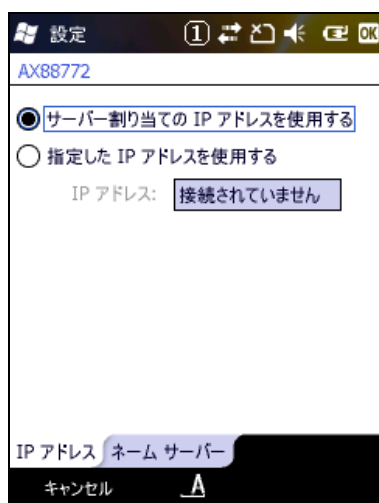 設定 1 OK
AX88772
サーバー割り当ての IP アドレスを使用する
指定した IP アドレスを使用する
IP アドレス: 接続されていません
IP アドレス ネーム サーバー
キャンセル A